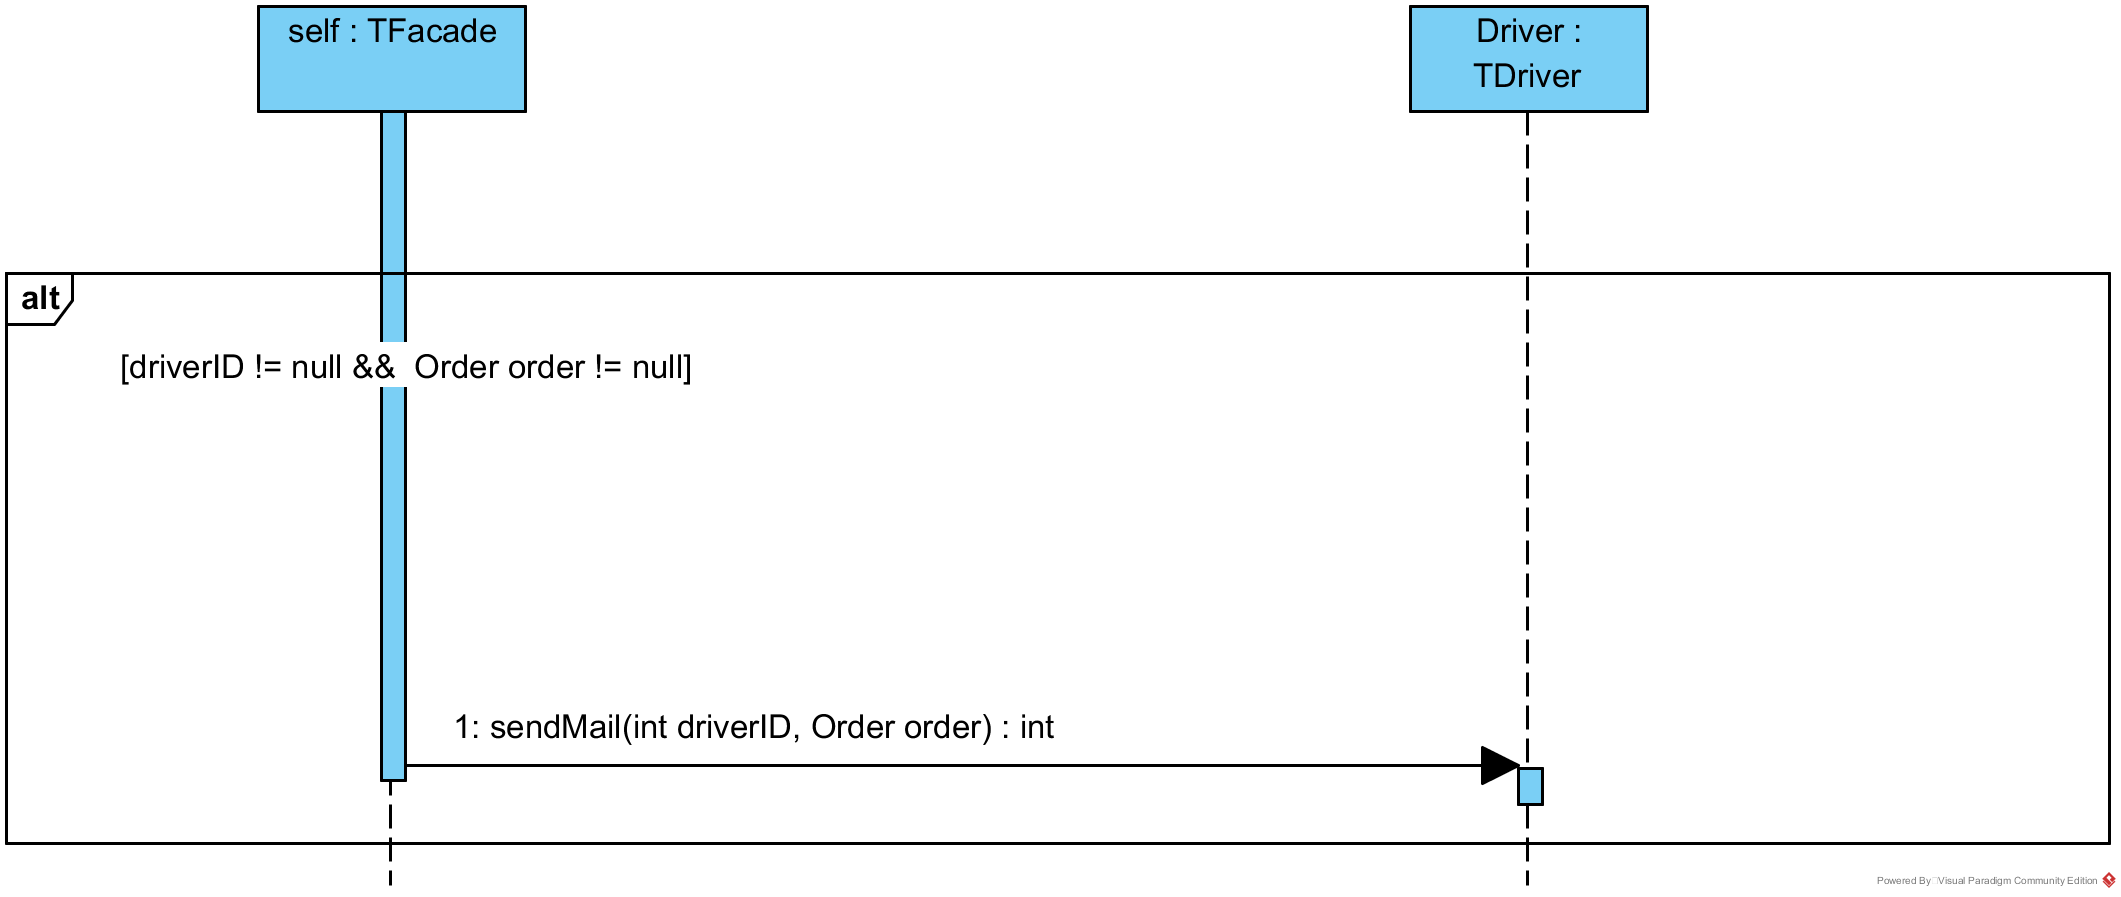 self : TFacade
Driver :
TDriver
alt
[driverID != null &&  Order order != null]
1: sendMail(int driverID, Order order) : int
Powered By Visual Paradigm Community Edition